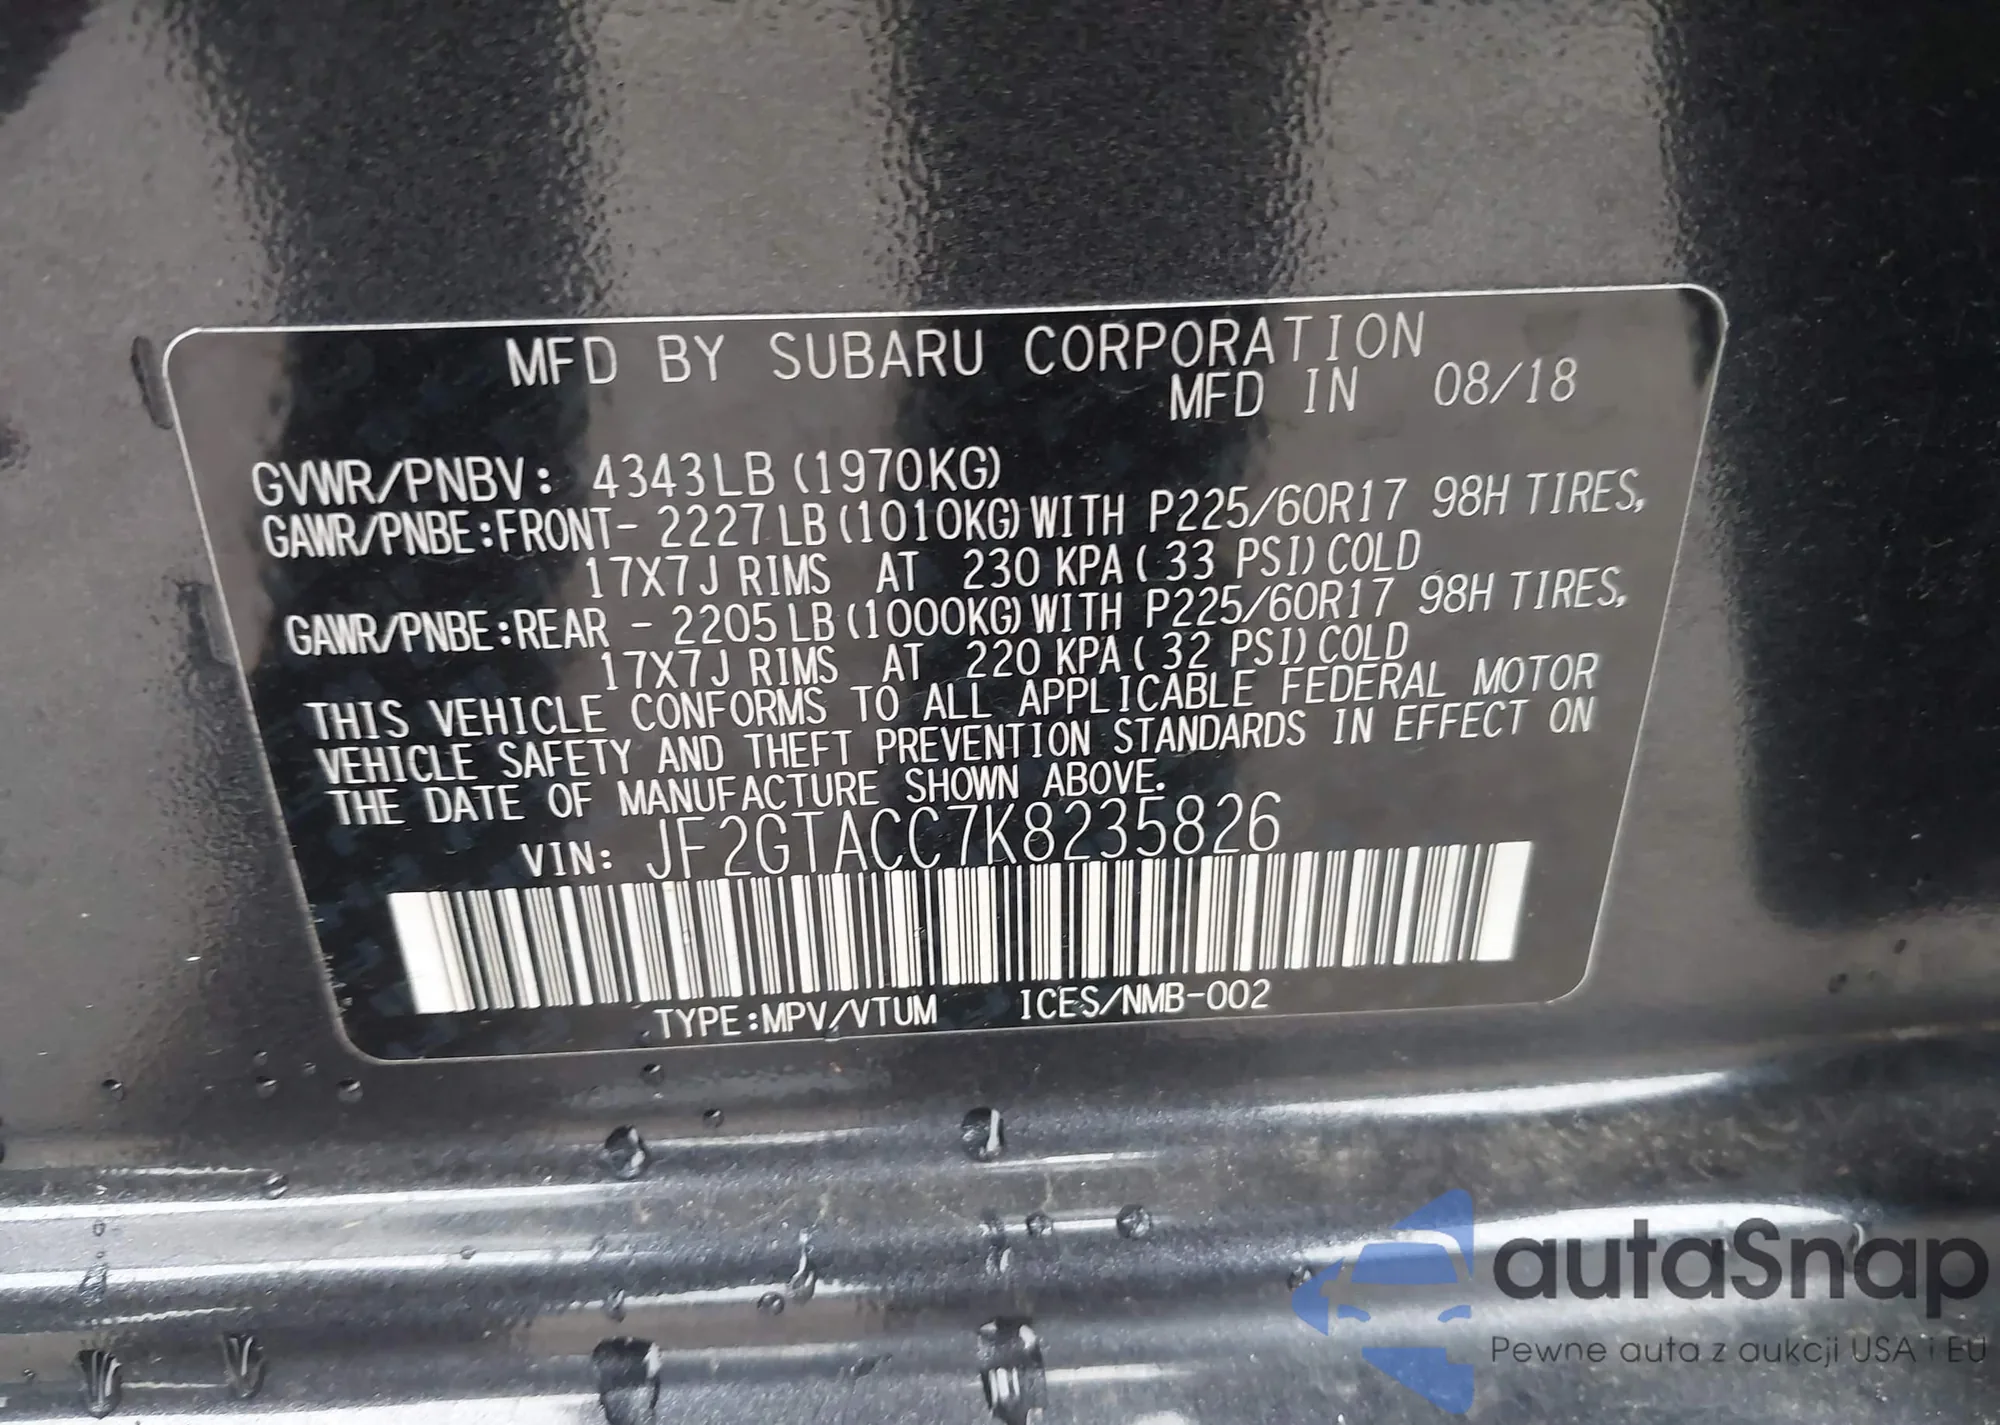 MFD BY SUBARU CORPORATION
MFD IN 08/18
GVWR/PNBV: 4343LB (1970KG)
GAWR/PNBE:FRONT- 2227LB (1010KG) WITH P225/60R17 98H TIRES,
17X7J RIMS AT 230 KPA ( 33 PSI) COLD
GAWR/PNBE:REAR - 2205LB (1000KG) WITH P225/60R17 98H TIRES,
17X7J RIMS AT 220 KPA ( 32 PSI) COLD
THIS VEHICLE CONFORMS TO ALL APPLICABLE FEDERAL MOTOR
VEHICLE SAFETY AND THEFT PREVENTION STANDARDS IN EFFECT ON
THE DATE OF MANUFACTURE SHOWN ABOVE.
VIN: JF2GTACC7K8235826
TYPE:MPV/VTUM ICES/NMB-002
autaSnap
Pewne auta z aukcji USA i EU